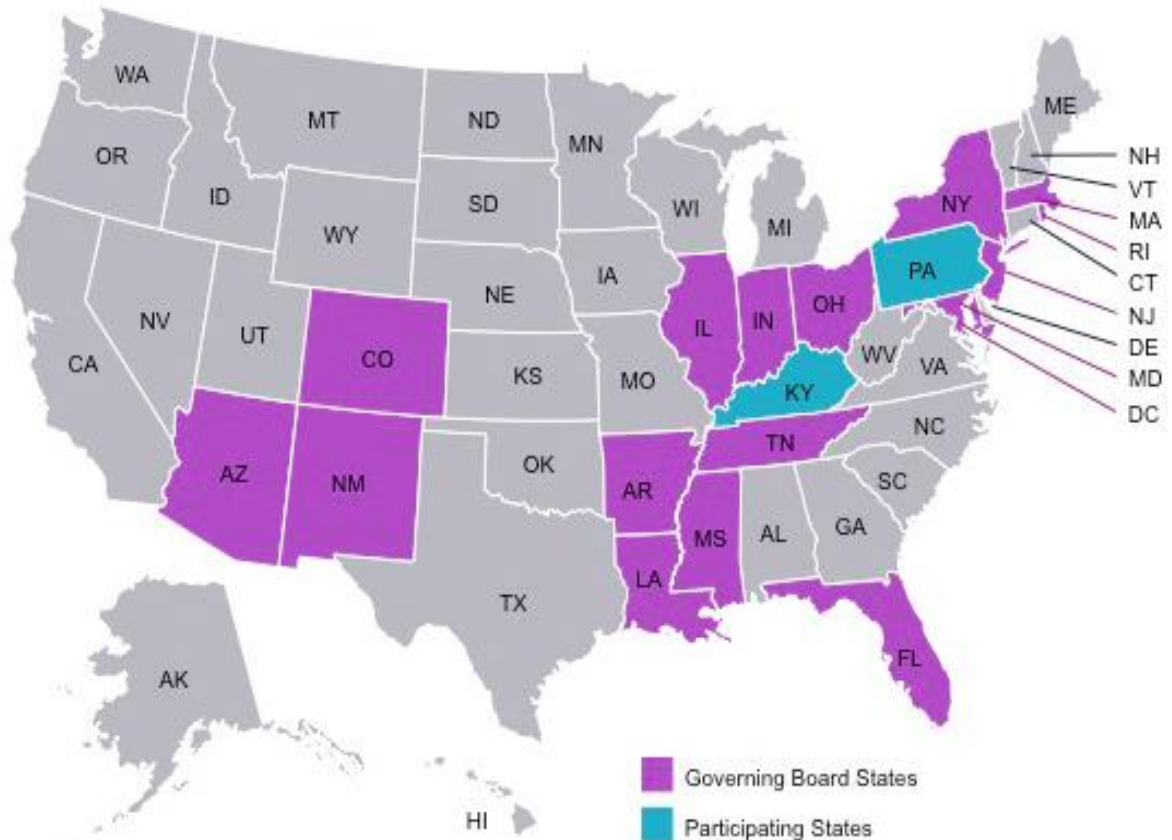 WA
MT
ND
MN
ME
OR
ID
SD
WI
MI
NY
NH
VT
MA
RI
CT
NJ
DE
MD
DC
WY
IA
NE
PA
IL
IN
OH
NV
UT
CO
CA
KS
MO
WV
VA
KY
AZ
NM
OK
AR
TN
NC
SC
MS
AL
GA
TX
LA
FL
AK
HI
Governing Board States
Participating States